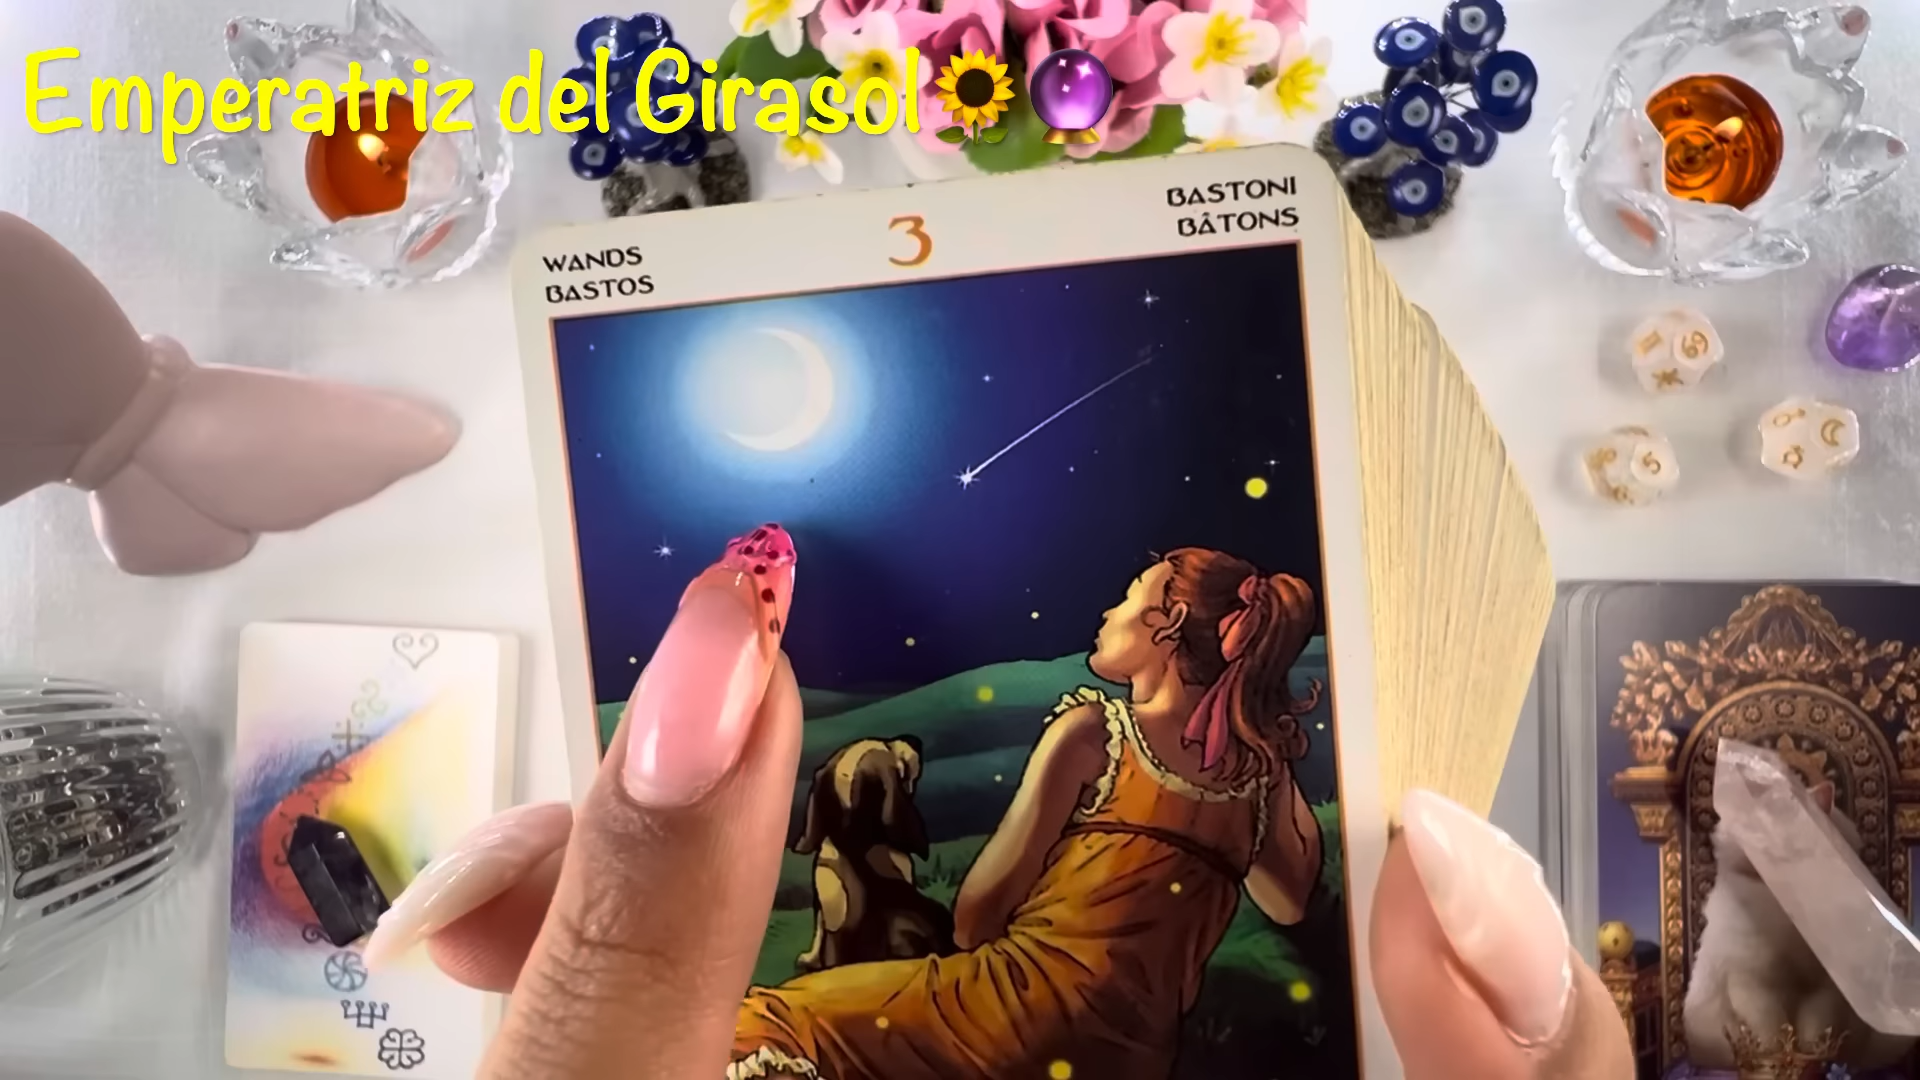 Emperatriz del Girasol🌻🔮
WANDS
BASTOS
3
BASTONI
BÂTONS